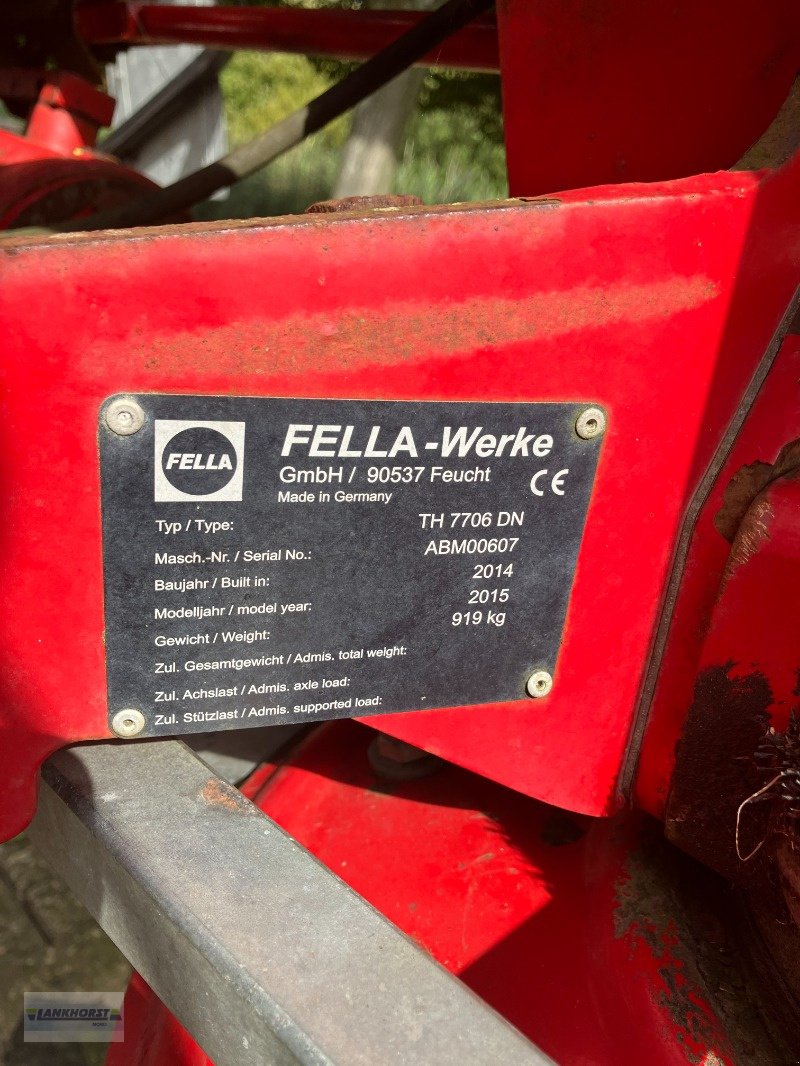 FELLA
FELLA-Werke
GmbH / 90537 Feucht
Made in Germany
CE
Typ / Type: TH 7706 DN
Masch.-Nr. / Serial No.: ABM00607
Baujahr / Built in: 2014
Modelljahr / model year: 2015
Gewicht / Weight: 919 kg
Zul. Gesamtgewicht / Admis. total weight:
Zul. Achslast / Admis. axle load:
Zul. Stützlast / Admis. supported load:
LANKHORST